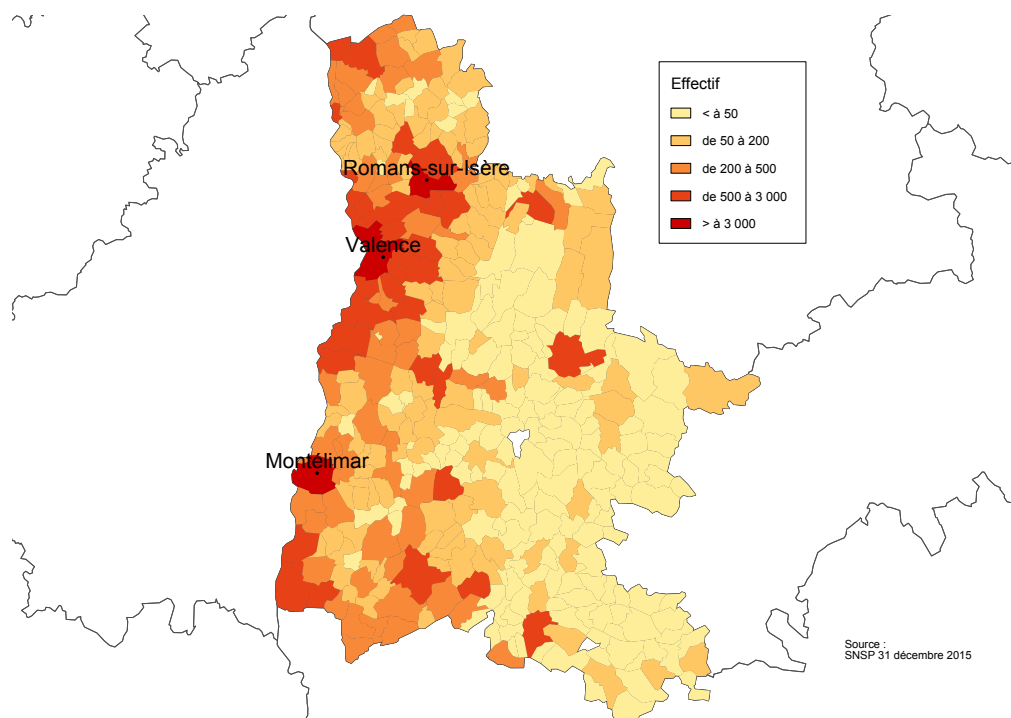 Effectif
< à 50
de 50 à 200
de 200 à 500
de 500 à 3 000
> à 3 000
Romans-sur-Isère
Valence
Montélimar
Source :
SNSP 31 décembre 2015